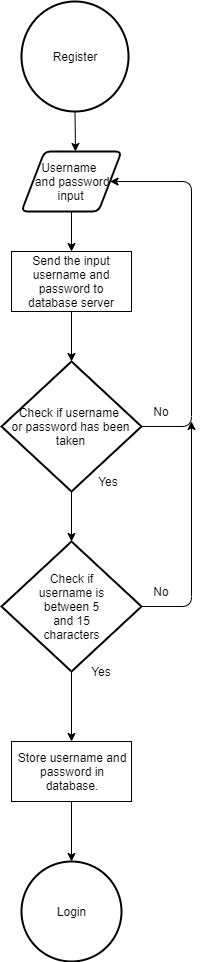 Register
Username
and password
input
Send the input
username and
password to
database server
Check if username
or password has been
taken
No
Yes
Check if
username is
between 5
and 15
characters
No
Yes
Store username and
password in
database.
Login